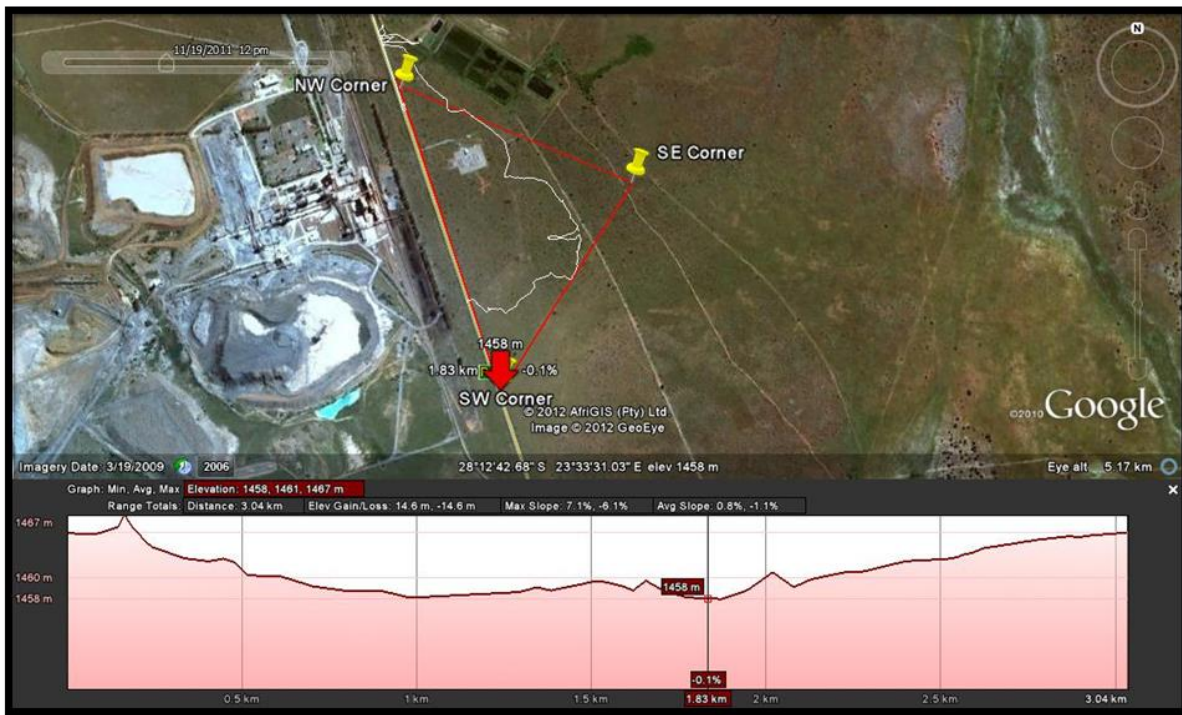 11/19/2011 12 pm
N
NW Corner
SE Corner
1458 m
1.83 km -0.1%
SW Corner
© 2012 AfriGIS (Pty) Ltd
Image © 2012 GeoEye
©2010 Google
Imagery Date: 3/19/2009 2006 28°12'42.68" S 23°33'31.03" E elev 1458 m Eye alt 5.17 km
Graph: Min, Avg, Max Elevation: 1458, 1461, 1467 m
Range Totals: Distance: 3.04 km Elev Gain/Loss: 14.6 m, -14.6 m Max Slope: 7.1%, -6.1% Avg Slope: 0.8%, -1.1%
1467 m
1460 m
1458 m
1458 m
-0.1%
0.5 km 1 km 1.5 km 1.83 km 2 km 2.5 km 3.04 km